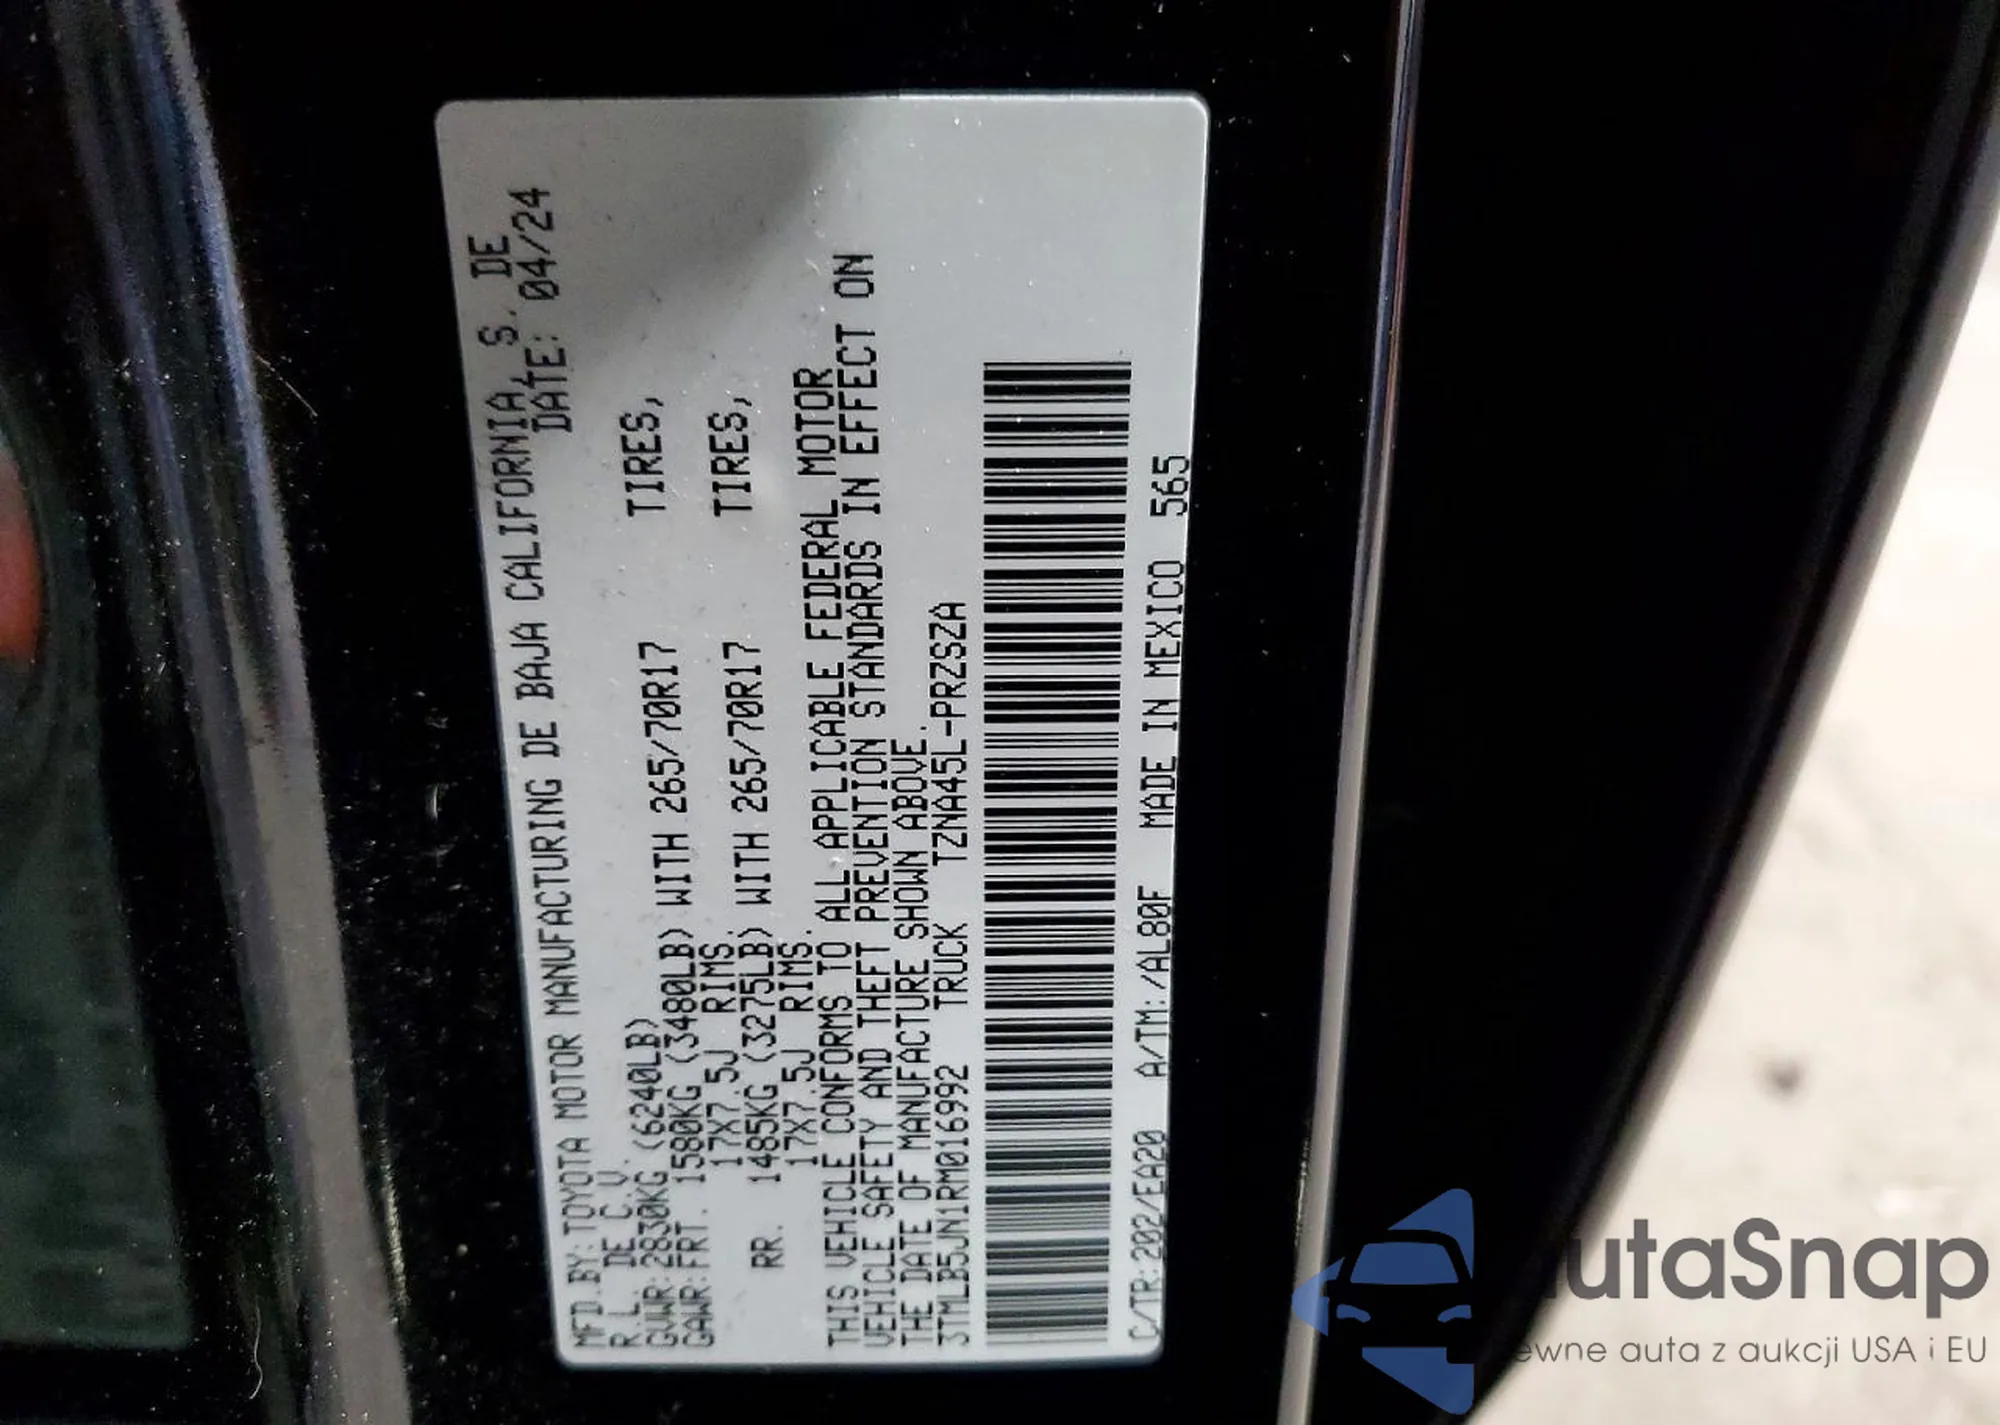 MFD.BY:TOYOTA MOTOR MANUFACTURING DE BAJA CALIFORNIA, S. DE
R.L. DE C.V. DATE: 04/24
GVWR:2830KG (6240LB)
GAWR:FRT. 1580KG (3480LB) WITH 265/70R17 TIRES,
17X7.5J RIMS.
RR. 1485KG (3275LB) WITH 265/70R17 TIRES,
17X7.5J RIMS.
THIS VEHICLE CONFORMS TO ALL APPLICABLE FEDERAL MOTOR
VEHICLE SAFETY AND THEFT PREVENTION STANDARDS IN EFFECT ON
THE DATE OF MANUFACTURE SHOWN ABOVE.
3TMLB5JN1RM016992 TRUCK TZNA45L-PRZSZA
C/TR:202/EA20 A/TM:/AL80F MADE IN MEXICO 565
utaSnap
ewne auta z aukcji USA i EU